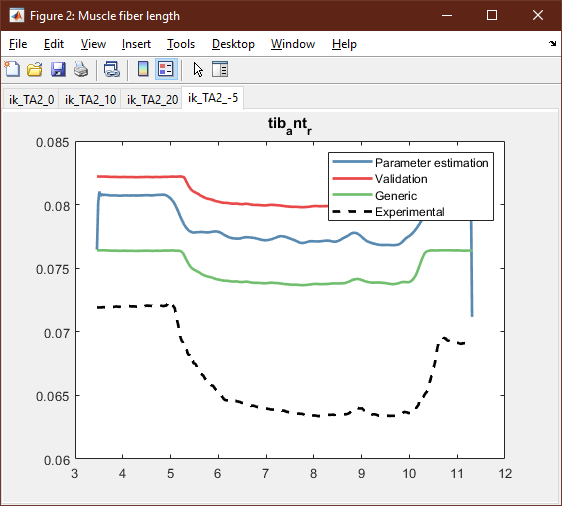 Figure 2: Muscle fiber length
File Edit View Insert Tools Desktop Window Help
ik_TA2_0 ik_TA2_10 ik_TA2_20 ik_TA2_-5
tib_ant_r
0.085
0.08
0.075
0.07
0.065
0.06
Parameter estimation
Validation
Generic
Experimental
3 4 5 6 7 8 9 10 11 12